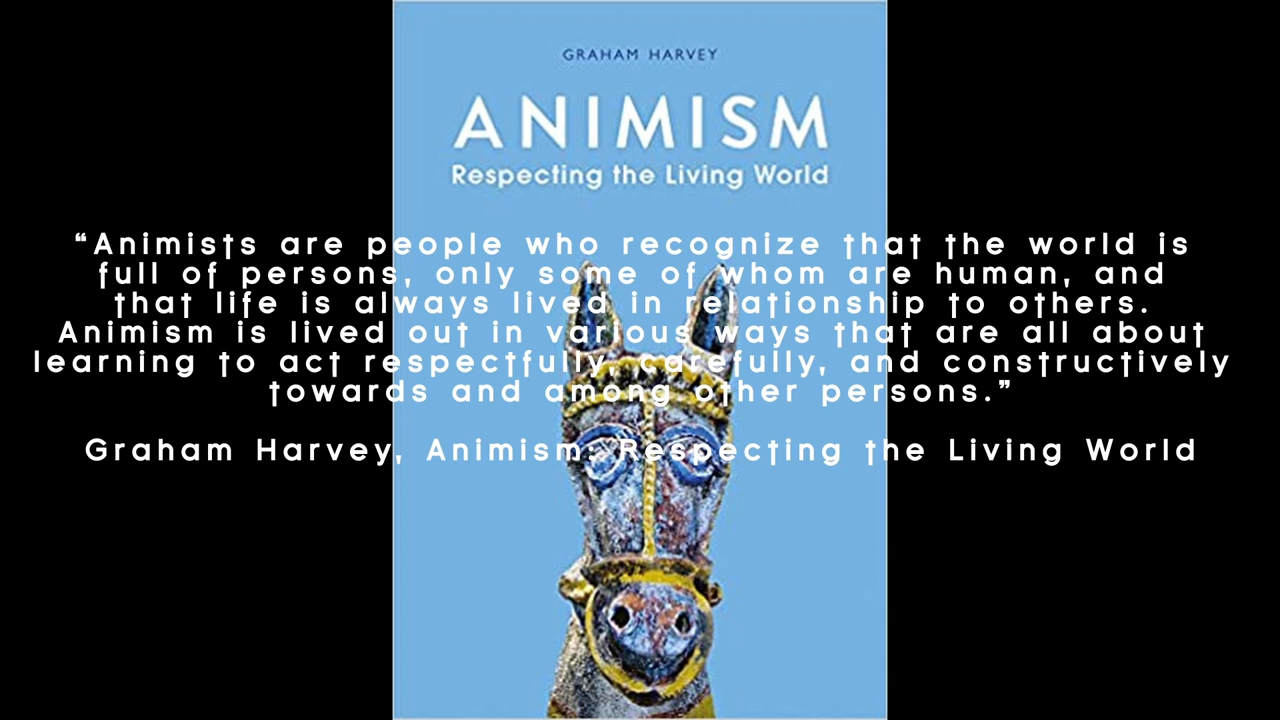 GRAHAM HARVEY
ANIMISM
Respecting the Living World
“Animists are people who recognize that the world is
full of persons, only some of whom are human, and
that life is always lived in relationship to others.
Animism is lived out in various ways that are all about
learning to act respectfully, carefully, and constructively
towards and among other persons.”
Graham Harvey, Animism: Respecting the Living World